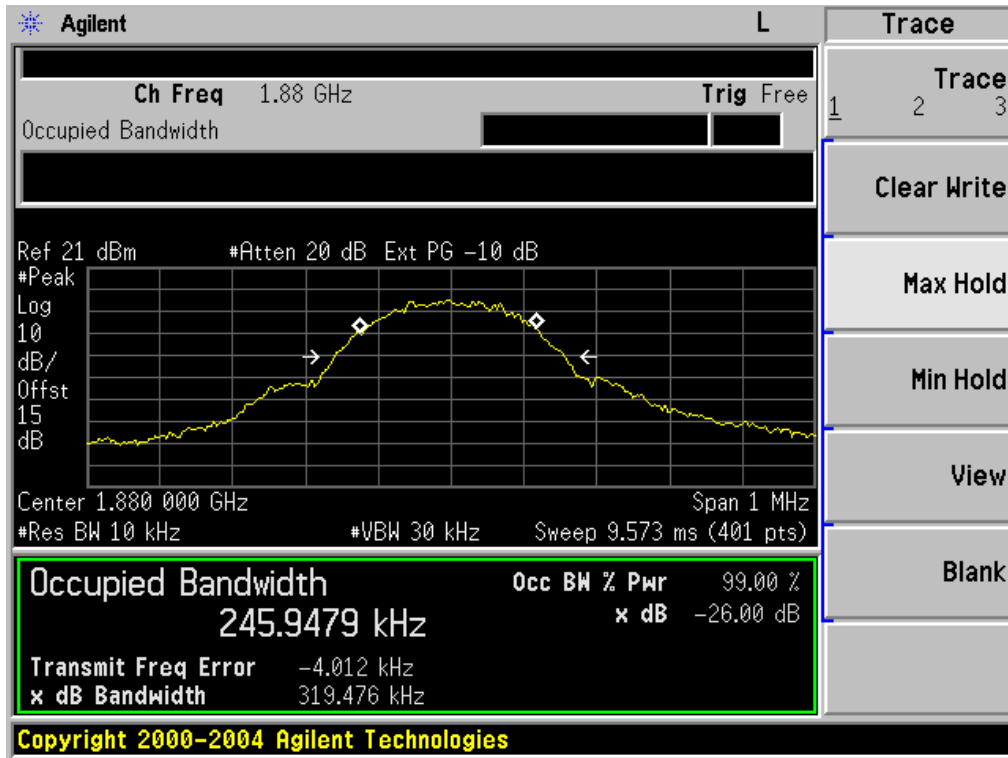 Agilent L Trace
Ch Freq 1.88 GHz Trig Free
Occupied Bandwidth
Trace
1 2 3
Clear Write
Max Hold
Min Hold
View
Blank
Ref 21 dBm #Atten 20 dB Ext PG -10 dB
#Peak
Log
10
dB/
Offst
15
dB
Center 1.880 000 GHz Span 1 MHz
#Res BW 10 kHz #VBW 30 kHz Sweep 9.573 ms (401 pts)
Occupied Bandwidth Occ BW % Pwr 99.00 %
245.9479 kHz x dB -26.00 dB
Transmit Freq Error -4.012 kHz
x dB Bandwidth 319.476 kHz
Copyright 2000-2004 Agilent Technologies